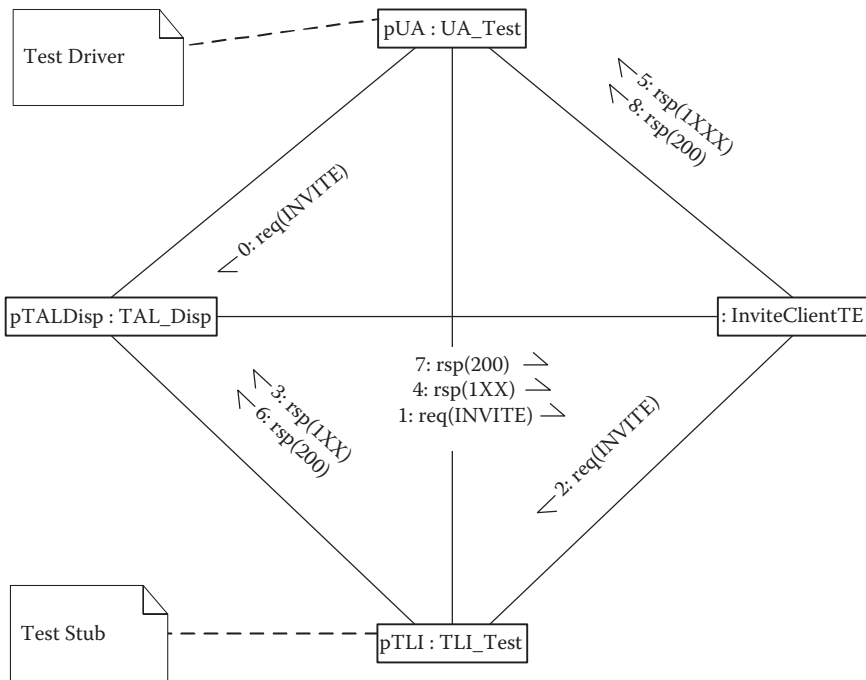 pUA : UA_Test
Test Driver
5: rsp(1XXX)
8: rsp(200)
0: req(INVITE)
pTALDisp : TAL_Disp
: InviteClientTE
7: rsp(200)
4: rsp(1XX)
1: req(INVITE)
3: rsp(1XX)
6: rsp(200)
2: req(INVITE)
Test Stub
pTLI : TLI_Test